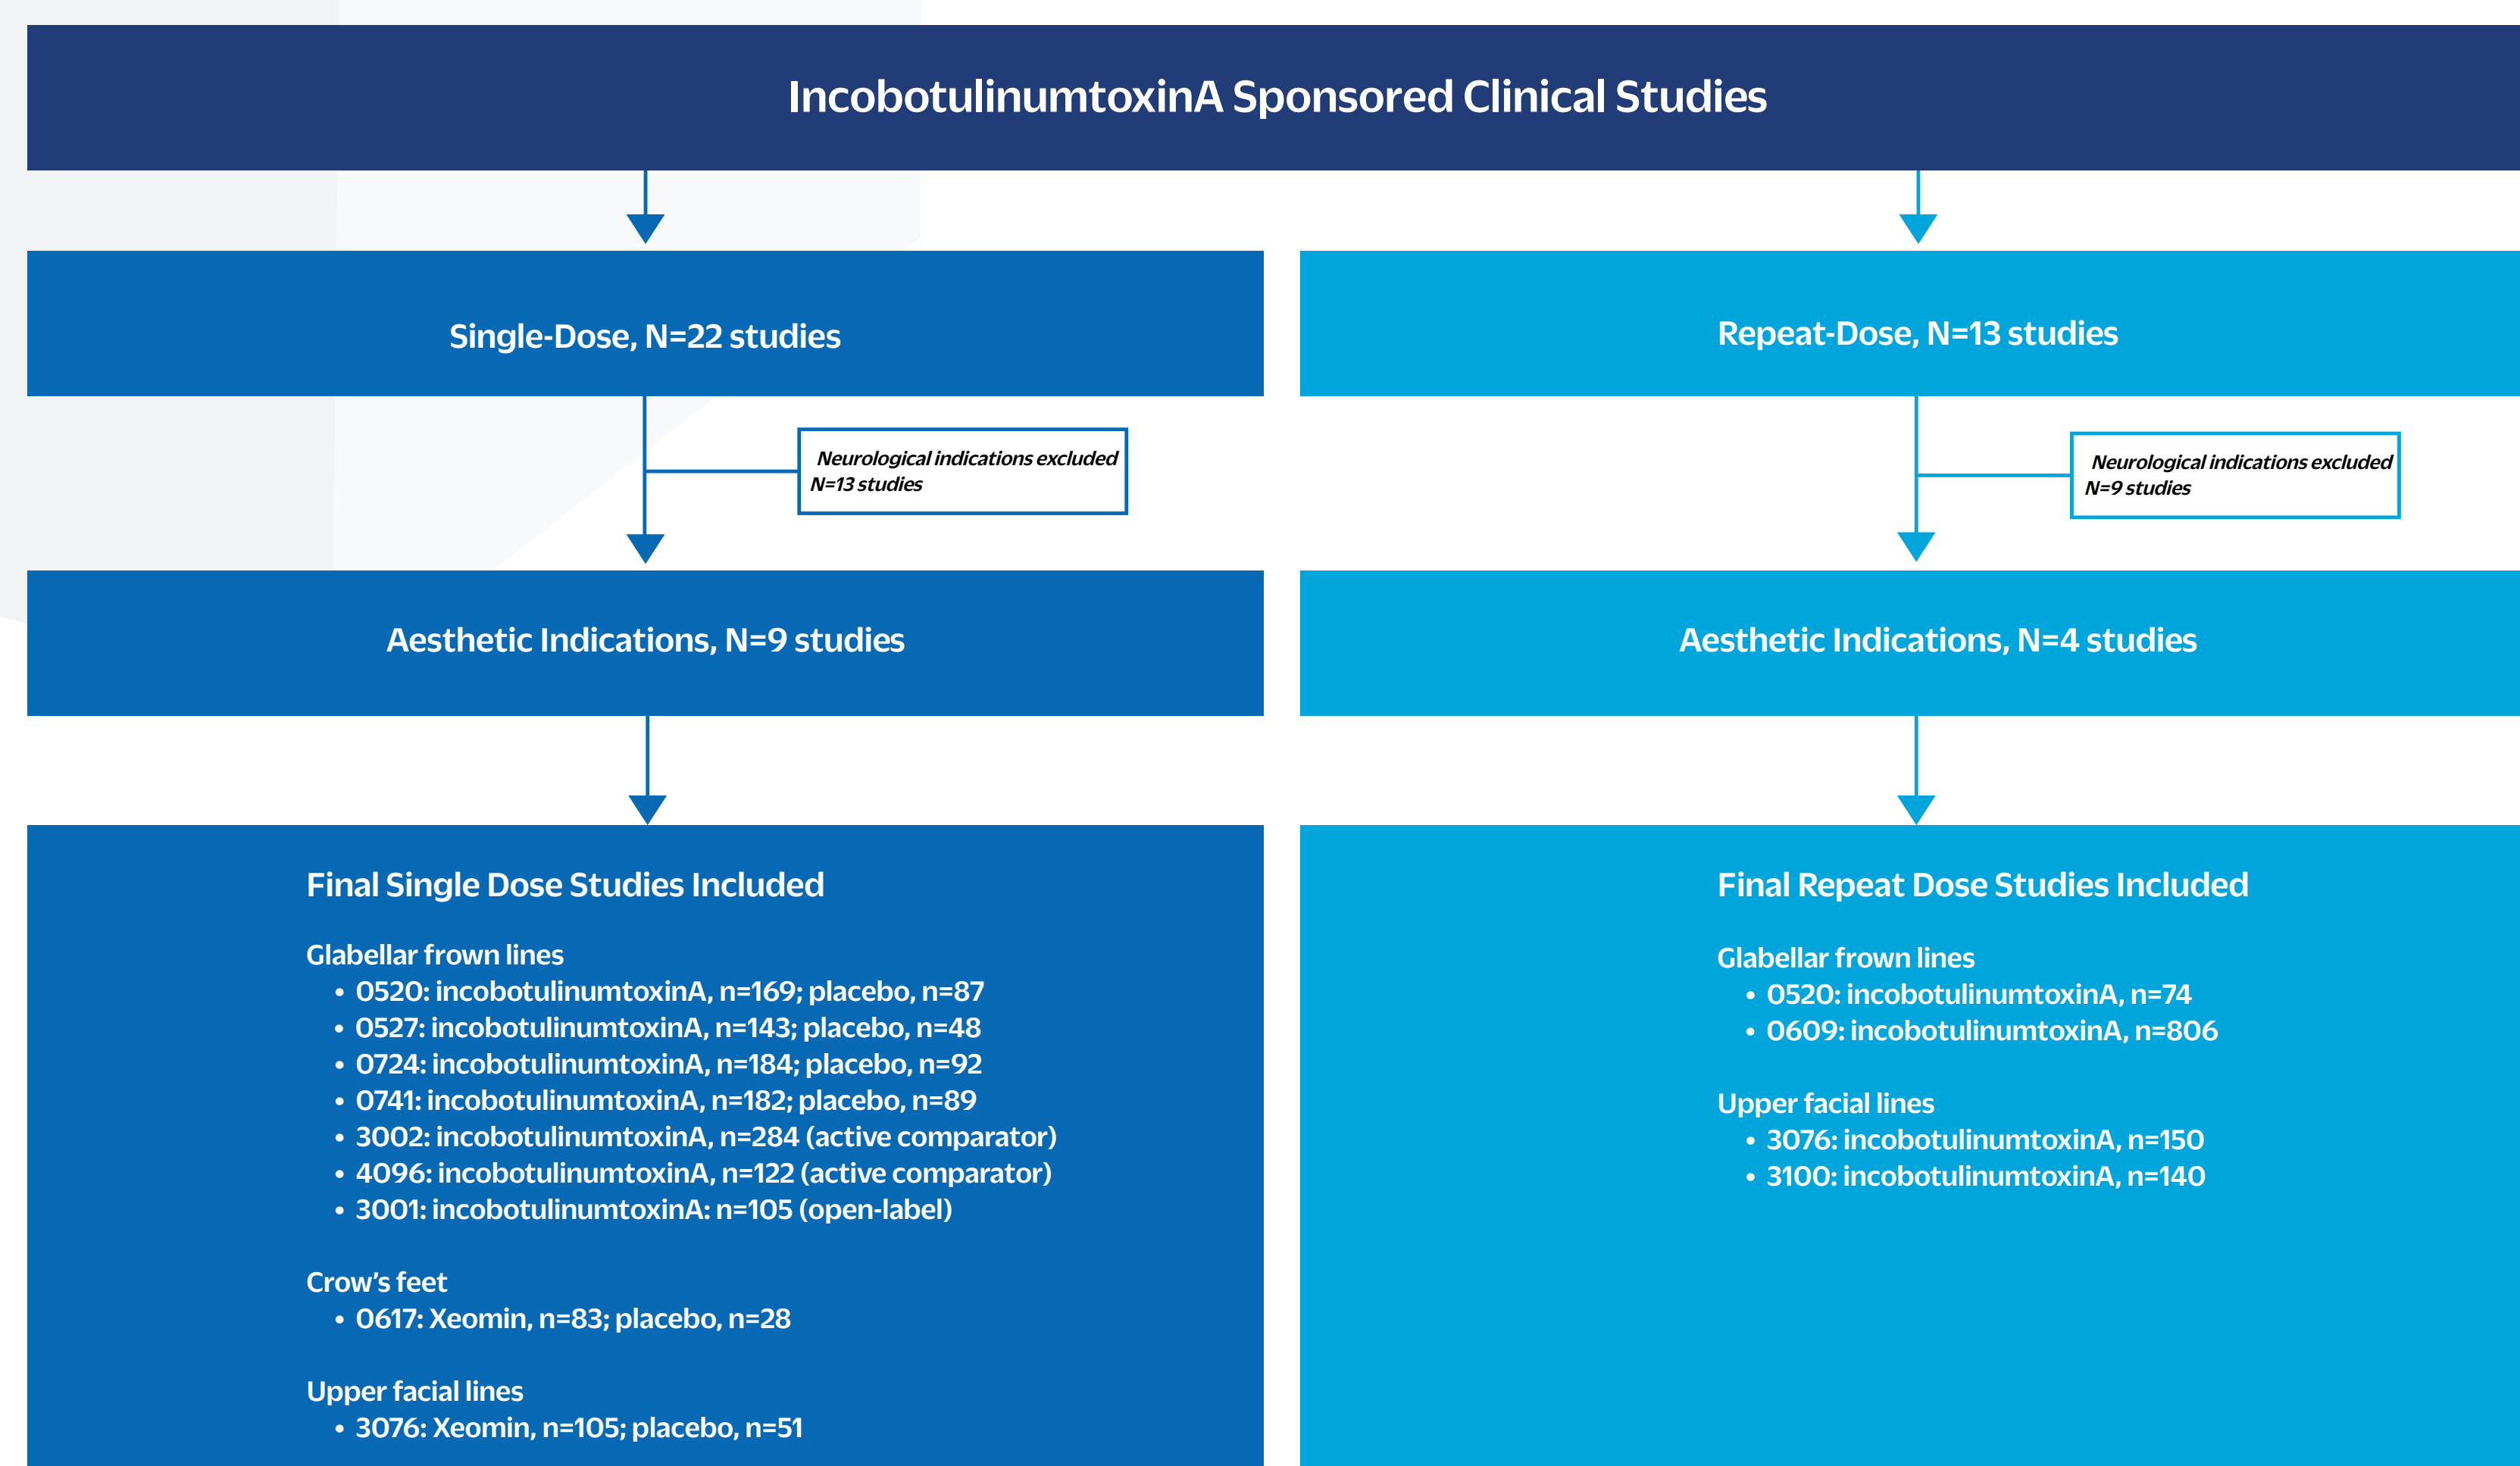 IncobotulinumtoxinA Sponsored Clinical Studies
Single-Dose, N=22 studies
Neurological indications excluded
N=13 studies
Aesthetic Indications, N=9 studies
Final Single Dose Studies Included
Glabellar frown lines
• 0520: incobotulinumtoxinA, n=169; placebo, n=87
• 0527: incobotulinumtoxinA, n=143; placebo, n=48
• 0724: incobotulinumtoxinA, n=184; placebo, n=92
• 0741: incobotulinumtoxinA, n=182; placebo, n=89
• 3002: incobotulinumtoxinA, n=284 (active comparator)
• 4096: incobotulinumtoxinA, n=122 (active comparator)
• 3001: incobotulinumtoxinA: n=105 (open-label)
Crow’s feet
• 0617: Xeomin, n=83; placebo, n=28
Upper facial lines
• 3076: Xeomin, n=105; placebo, n=51
Repeat-Dose, N=13 studies
Neurological indications excluded
N=9 studies
Aesthetic Indications, N=4 studies
Final Repeat Dose Studies Included
Glabellar frown lines
• 0520: incobotulinumtoxinA, n=74
• 0609: incobotulinumtoxinA, n=806
Upper facial lines
• 3076: incobotulinumtoxinA, n=150
• 3100: incobotulinumtoxinA, n=140